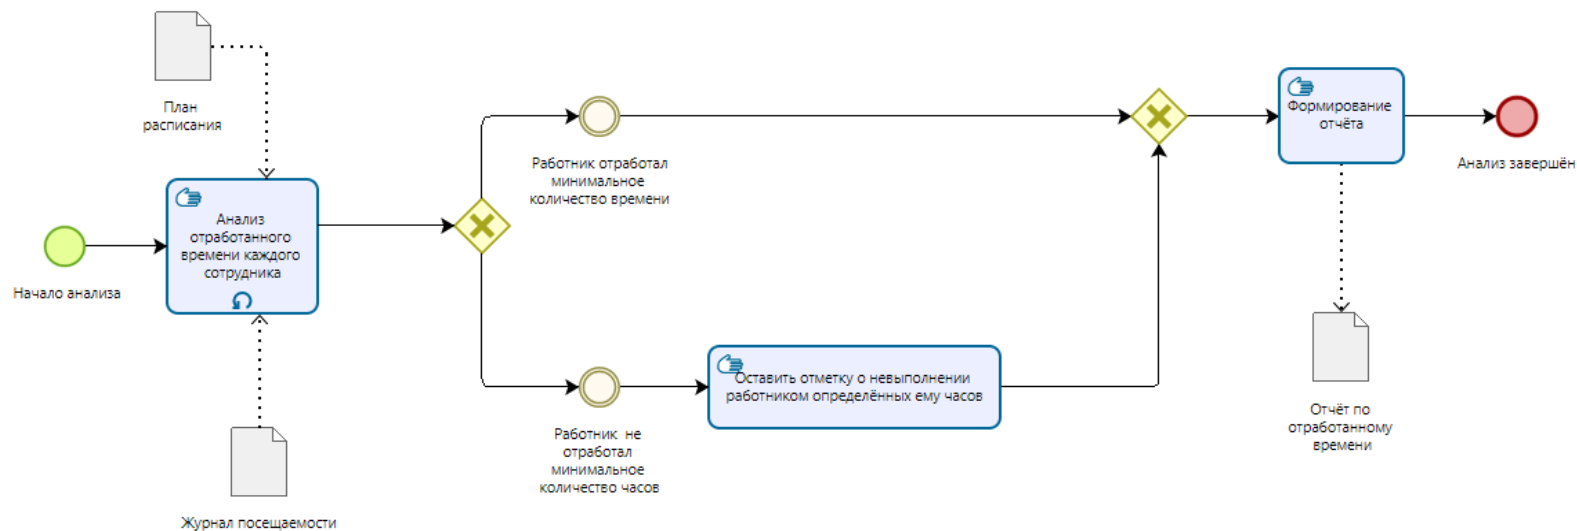 План
расписания
Начало анализа
Анализ
отработанного
времени каждого
сотрудника
Журнал посещаемости
Работник отработал
минимальное
количество времени
Работник  не
отработал
минимальное
количество часов
Оставить отметку о невыполнении
работником определённых ему часов
Формирование
отчёта
Анализ завершён
Отчёт по
отработанному
времени